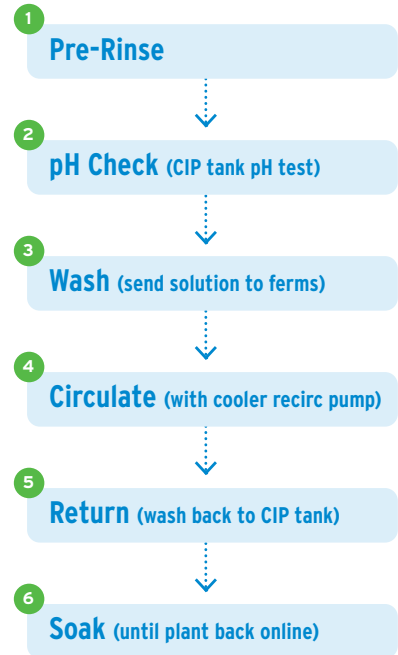 1
Pre-Rinse
2
pH Check (CIP tank pH test)
3
Wash (send solution to ferms)
4
Circulate (with cooler recirc pump)
5
Return (wash back to CIP tank)
6
Soak (until plant back online)